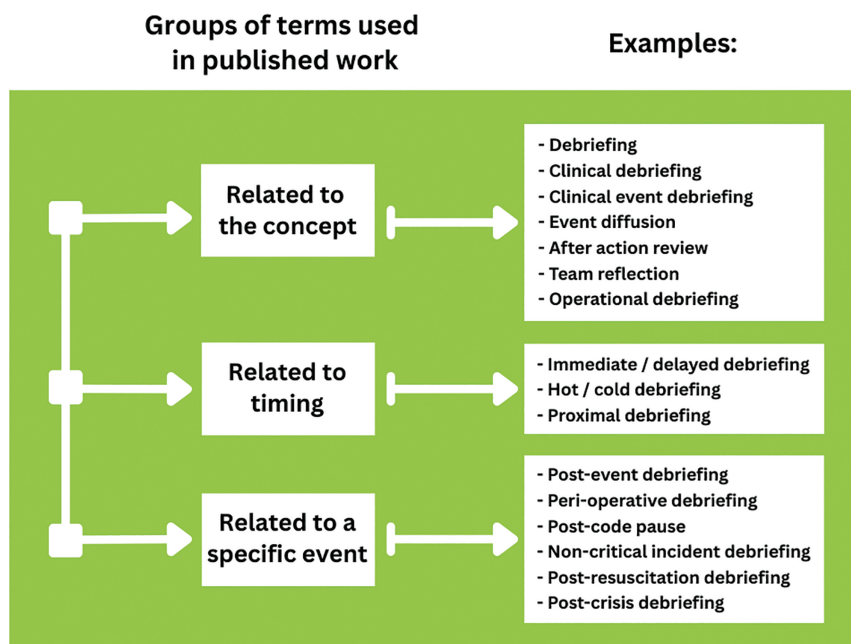 Groups of terms used
in published work
Examples:
Related to
the concept
- Debriefing
- Clinical debriefing
- Clinical event debriefing
- Event diffusion
- After action review
- Team reflection
- Operational debriefing
Related to
timing
- Immediate / delayed debriefing
- Hot / cold debriefing
- Proximal debriefing
Related to a
specific event
- Post-event debriefing
- Peri-operative debriefing
- Post-code pause
- Non-critical incident debriefing
- Post-resuscitation debriefing
- Post-crisis debriefing